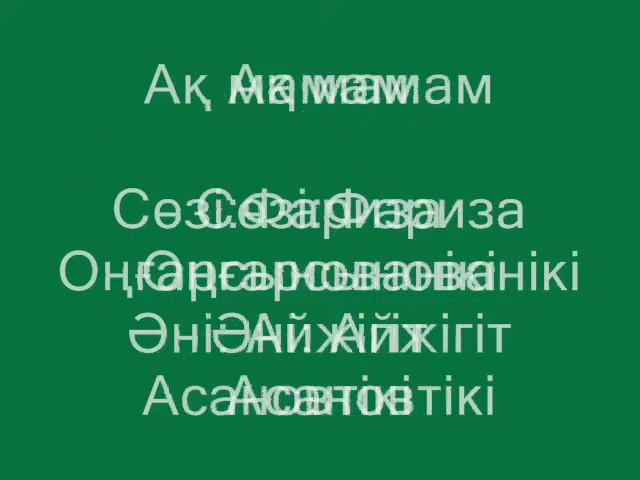 Ақ мамам
Сөзі: Фариза
Оңғарсынованікі
Әні: Айжігіт
Асановтікі